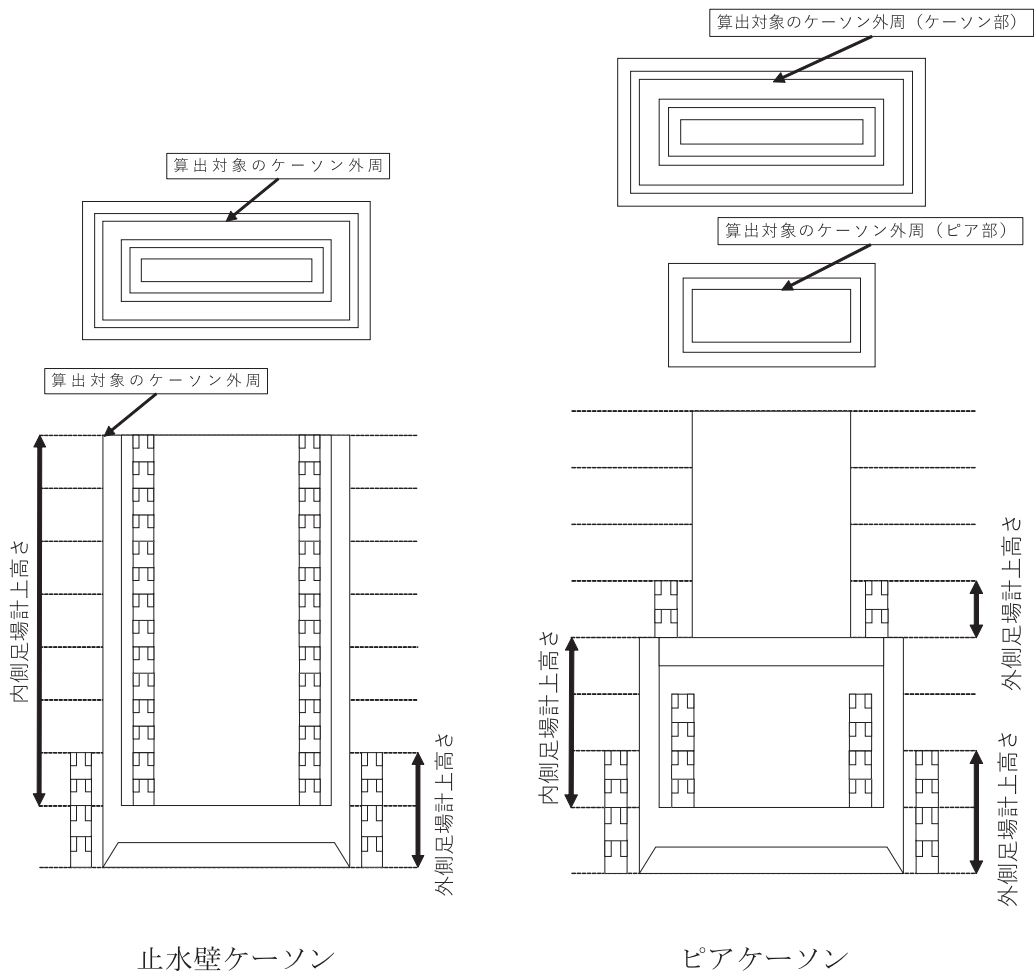 算出対象のケーソン外周（ケーソン部）
算出対象のケーソン外周
算出対象のケーソン外周（ピア部）
算出対象のケーソン外周
内側足場計上高さ
外側足場計上高さ
内側足場計上高さ
外側足場計上高さ
外側足場計上高さ
止水壁ケーソン
ピアケーソン